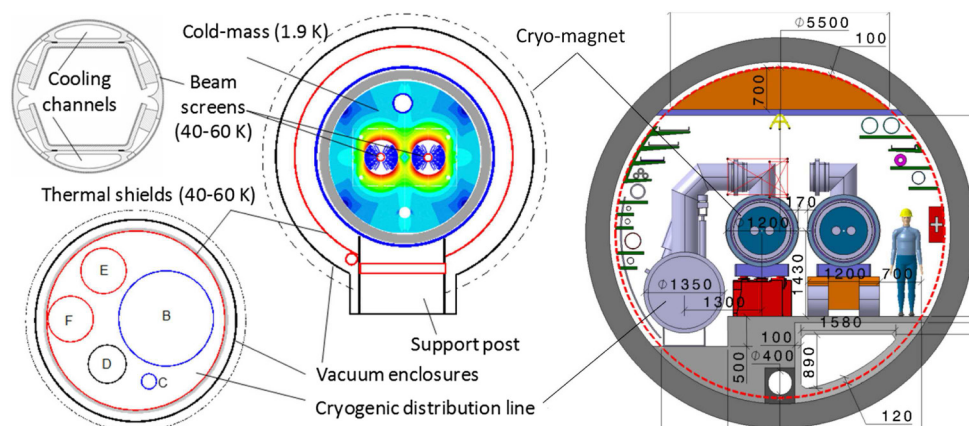 Cooling
channels
Cold-mass (1.9 K)
Beam
screens
(40-60 K)
Thermal shields (40-60 K)
E
F
B
D
C
Support post
Vacuum enclosures
Cryogenic distribution line
Cryo-magnet
Φ5500
100
700
170
Φ1200
1430
Φ1350
1300
1200
700
1580
100
Φ400
500
890
120